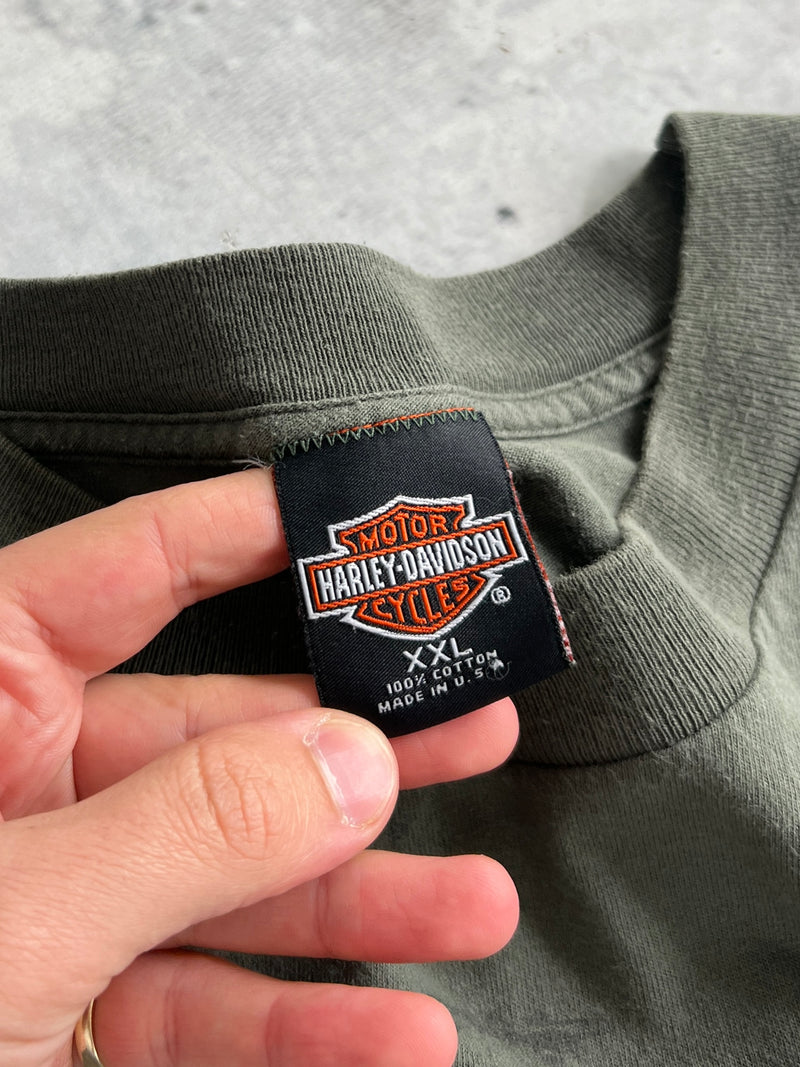 MOTOR
HARLEY-DAVIDSON
CYCLES
®
XXL
100% COTTON
MADE IN U.S